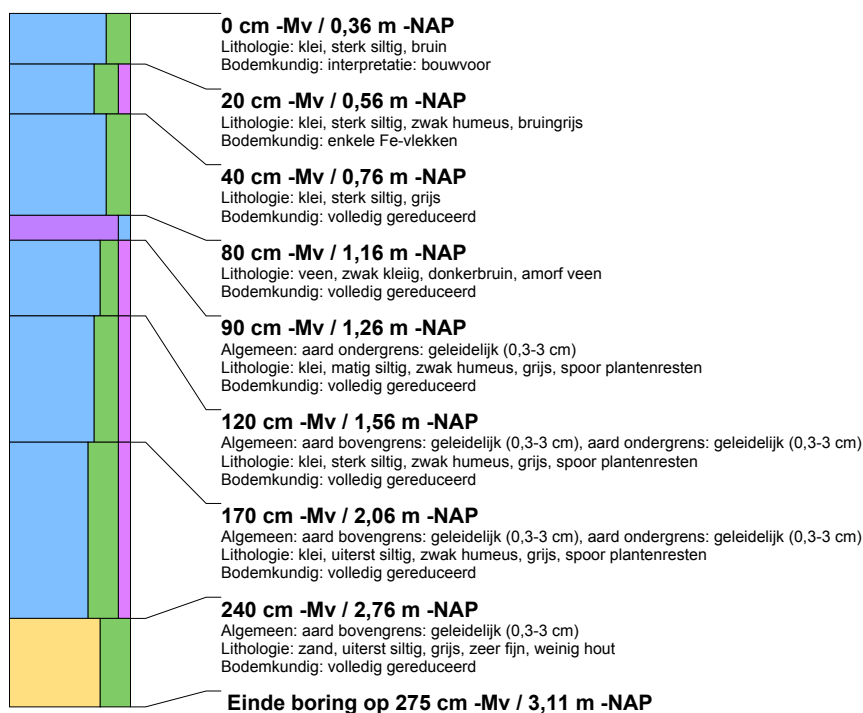 0 cm -Mv / 0,36 m -NAP
Lithologie: klei, sterk siltig, bruin
Bodemkundig: interpretatie: bouwvoor
20 cm -Mv / 0,56 m -NAP
Lithologie: klei, sterk siltig, zwak humeus, bruingrijs
Bodemkundig: enkele Fe-vlekken
40 cm -Mv / 0,76 m -NAP
Lithologie: klei, sterk siltig, grijs
Bodemkundig: volledig gereduceerd
80 cm -Mv / 1,16 m -NAP
Lithologie: veen, zwak kleiig, donkerbruin, amorf veen
Bodemkundig: volledig gereduceerd
90 cm -Mv / 1,26 m -NAP
Algemeen: aard ondergrens: geleidelijk (0,3-3 cm)
Lithologie: klei, matig siltig, zwak humeus, grijs, spoor plantenresten
Bodemkundig: volledig gereduceerd
120 cm -Mv / 1,56 m -NAP
Algemeen: aard bovengrens: geleidelijk (0,3-3 cm), aard ondergrens: geleidelijk (0,3-3 cm)
Lithologie: klei, sterk siltig, zwak humeus, grijs, spoor plantenresten
Bodemkundig: volledig gereduceerd
170 cm -Mv / 2,06 m -NAP
Algemeen: aard bovengrens: geleidelijk (0,3-3 cm), aard ondergrens: geleidelijk (0,3-3 cm)
Lithologie: klei, uiterst siltig, zwak humeus, grijs, spoor plantenresten
Bodemkundig: volledig gereduceerd
240 cm -Mv / 2,76 m -NAP
Algemeen: aard bovengrens: geleidelijk (0,3-3 cm)
Lithologie: zand, uiterst siltig, grijs, zeer fijn, weinig hout
Bodemkundig: volledig gereduceerd
Einde boring op 275 cm -Mv / 3,11 m -NAP